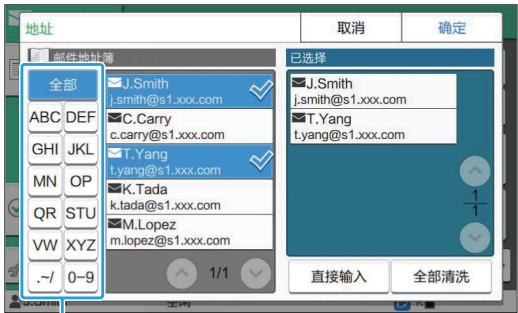 地址
取消
确定
邮件地址簿
已选择
全部
ABC DEF
GHI JKL
MN OP
QR STU
VW XYZ
.~/ 0-9
J.Smith
j.smith@s1.xxx.com
C.Carry
c.carry@s1.xxx.com
T.Yang
t.yang@s1.xxx.com
K.Tada
k.tada@s1.xxx.com
M.Lopez
m.lopez@s1.xxx.com
1/1
J.Smith
j.smith@s1.xxx.com
T.Yang
t.yang@s1.xxx.com
1
1
直接输入
全部清洗
J.Smith